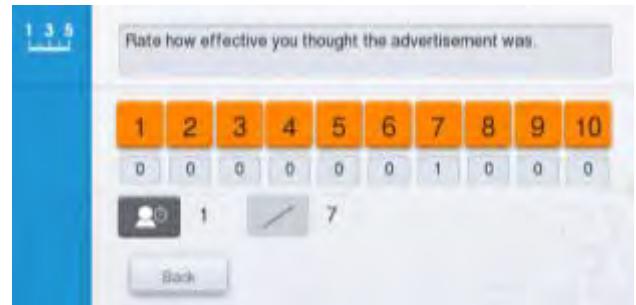 1 3 5
Rate how effective you thought the advertisement was.
1 2 3 4 5 6 7 8 9 10
0 0 0 0 0 0 1 0 0 0
1 7
Back